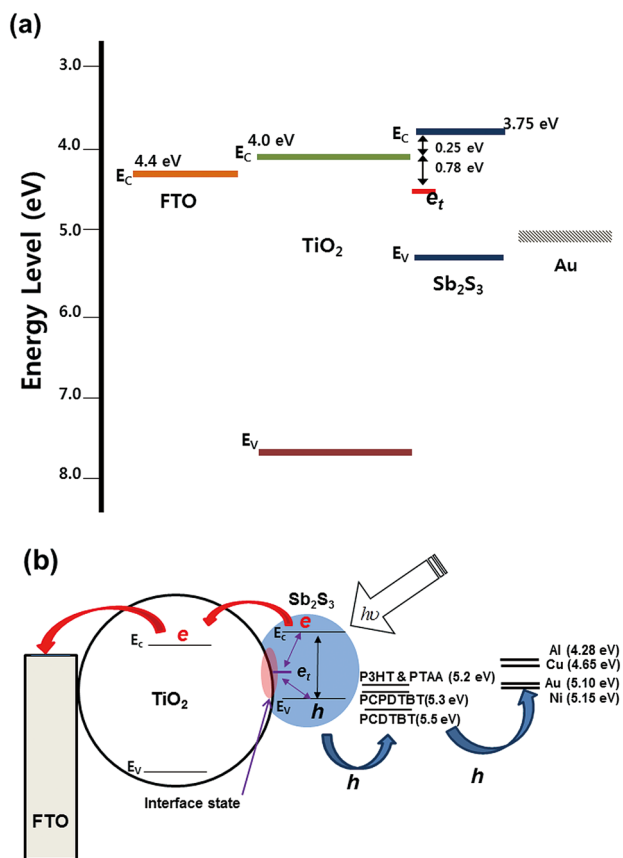 (a)
Energy Level (eV)
3.0
4.0
5.0
6.0
7.0
8.0
E_C 4.4 eV
FTO
4.0 eV
E_C
TiO₂
E_V
E_C 3.75 eV
0.25 eV
0.78 eV
e_t
E_V
Sb₂S₃
Au
(b)
Sb₂S₃
hν
e
e
E_c
E_c
e_t
TiO₂
E_V
h
E_V
Interface state
FTO
P3HT & PTAA (5.2 eV)
PCPDTBT(5.3 eV)
PCDTBT(5.5 eV)
h
h
Al (4.28 eV)
Cu (4.65 eV)
Au (5.10 eV)
Ni (5.15 eV)